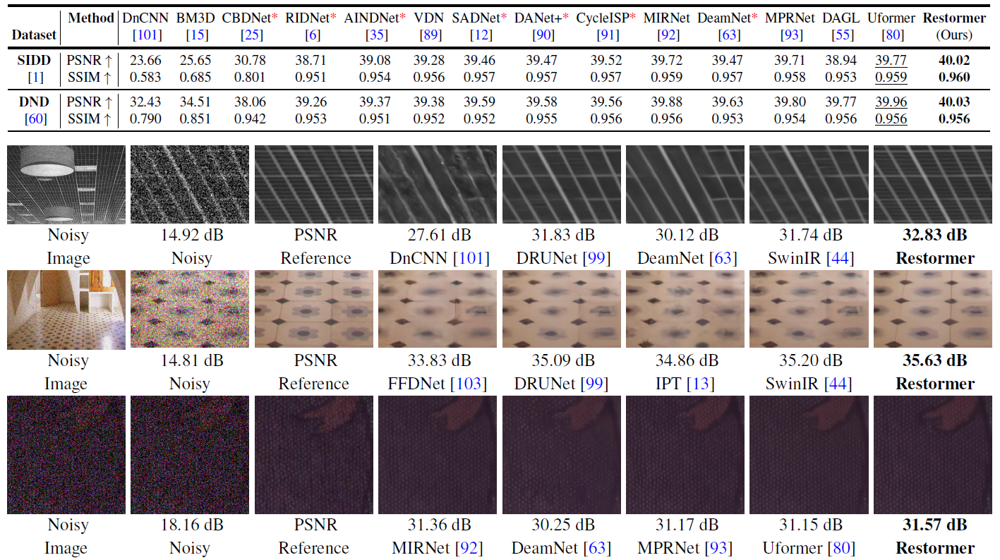 Method DnCNN BM3D CBDNet* RIDNet* AINDNet* VDN SADNet* DANet+* CycleISP* MIRNet DeamNet* MPRNet DAGL Uformer Restormer
Dataset [101] [15] [25] [6] [35] [89] [12] [90] [91] [92] [63] [93] [55] [80] (Ours)
SIDD PSNR ↑ 23.66 25.65 30.78 38.71 39.08 39.28 39.46 39.47 39.52 39.72 39.47 39.71 38.94 39.77 40.02
[1] SSIM ↑ 0.583 0.685 0.801 0.951 0.954 0.956 0.957 0.957 0.957 0.959 0.957 0.958 0.953 0.959 0.960
DND PSNR ↑ 32.43 34.51 38.06 39.26 39.37 39.38 39.59 39.58 39.56 39.88 39.63 39.80 39.77 39.96 40.03
[60] SSIM ↑ 0.790 0.851 0.942 0.953 0.951 0.952 0.952 0.955 0.956 0.956 0.953 0.954 0.956 0.956 0.956
Noisy 14.92 dB PSNR 27.61 dB 31.83 dB 30.12 dB 31.74 dB 32.83 dB
Image Noisy Reference DnCNN [101] DRUNet [99] DeamNet [63] SwinIR [44] Restormer
Noisy 14.81 dB PSNR 33.83 dB 35.09 dB 34.86 dB 35.20 dB 35.63 dB
Image Noisy Reference FFDNet [103] DRUNet [99] IPT [13] SwinIR [44] Restormer
Noisy 18.16 dB PSNR 31.36 dB 30.25 dB 31.17 dB 31.15 dB 31.57 dB
Image Noisy Reference MIRNet [92] DeamNet [63] MPRNet [93] Uformer [80] Restormer